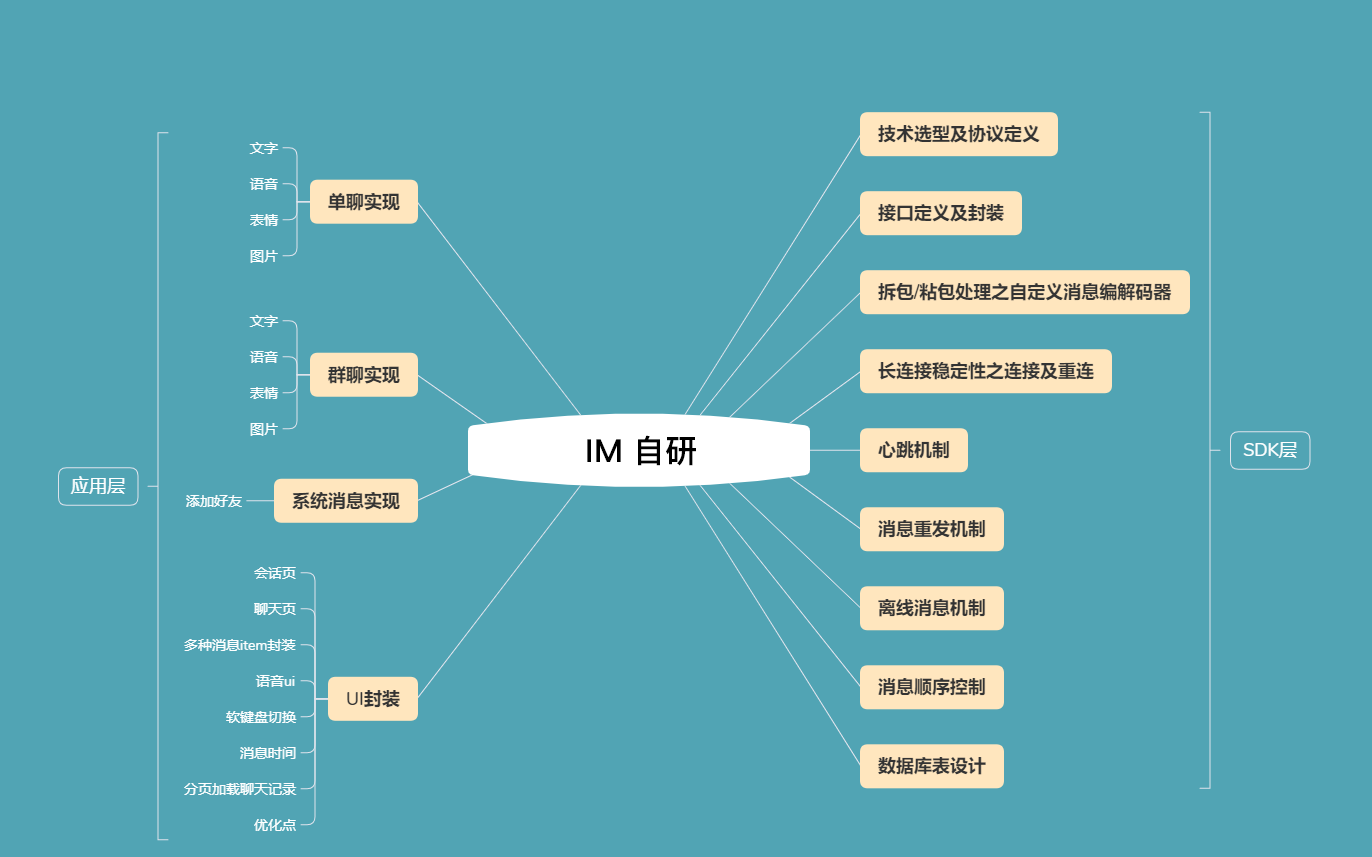 应用层
单聊实现
文字
语音
表情
图片
群聊实现
文字
语音
表情
图片
系统消息实现
添加好友
UI封装
会话页
聊天页
多种消息item封装
语音ui
软键盘切换
消息时间
分页加载聊天记录
优化点
IM 自研
技术选型及协议定义
接口定义及封装
拆包/粘包处理之自定义消息编解码器
长连接稳定性之连接及重连
心跳机制
消息重发机制
离线消息机制
消息顺序控制
数据库表设计
SDK层